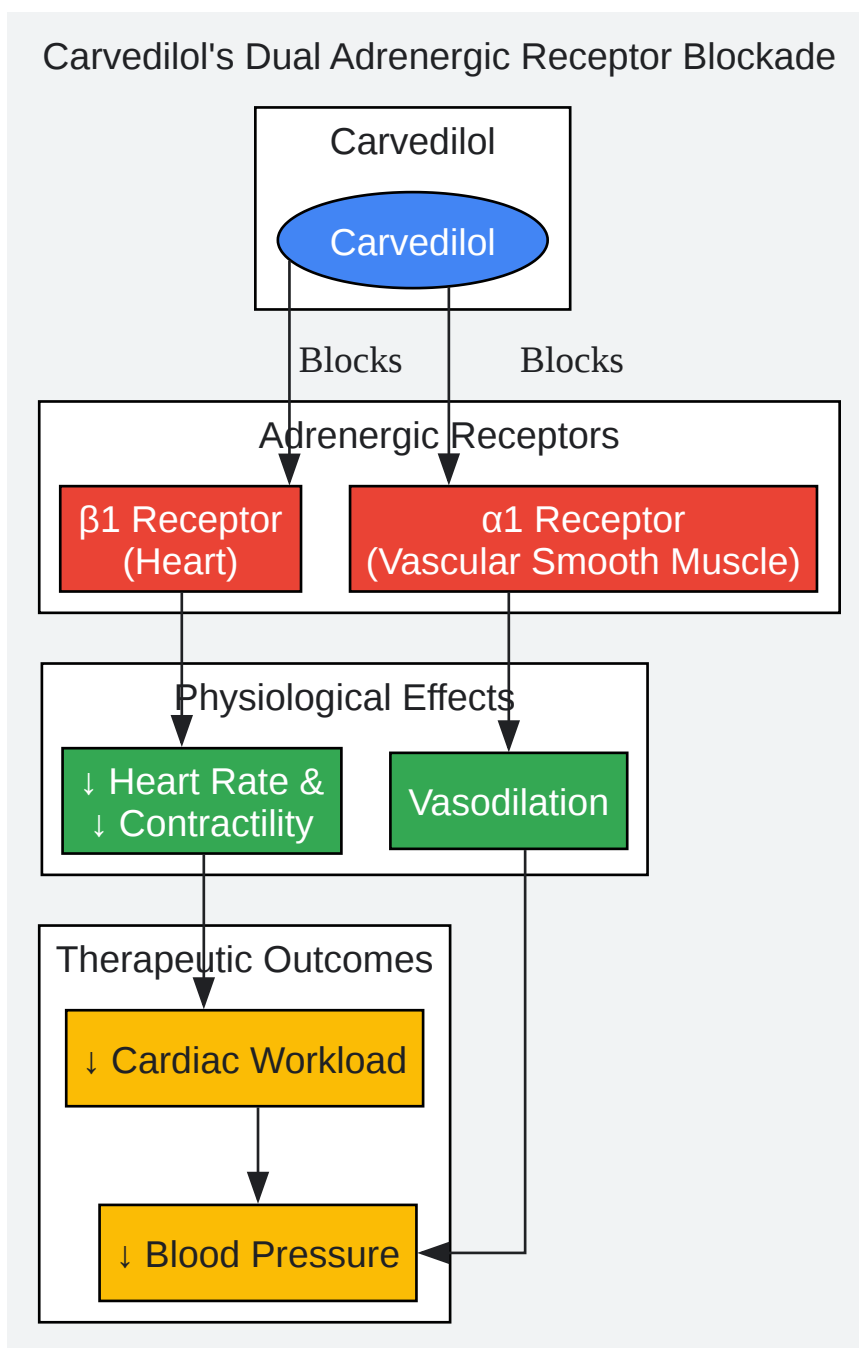 Carvedilol's Dual Adrenergic Receptor Blockade
Carvedilol
Carvedilol
Blocks
Blocks
Adrenergic Receptors
β1 Receptor
(Heart)
α1 Receptor
(Vascular Smooth Muscle)
Physiological Effects
↓ Heart Rate &
↓ Contractility
Vasodilation
Therapeutic Outcomes
↓ Cardiac Workload
↓ Blood Pressure